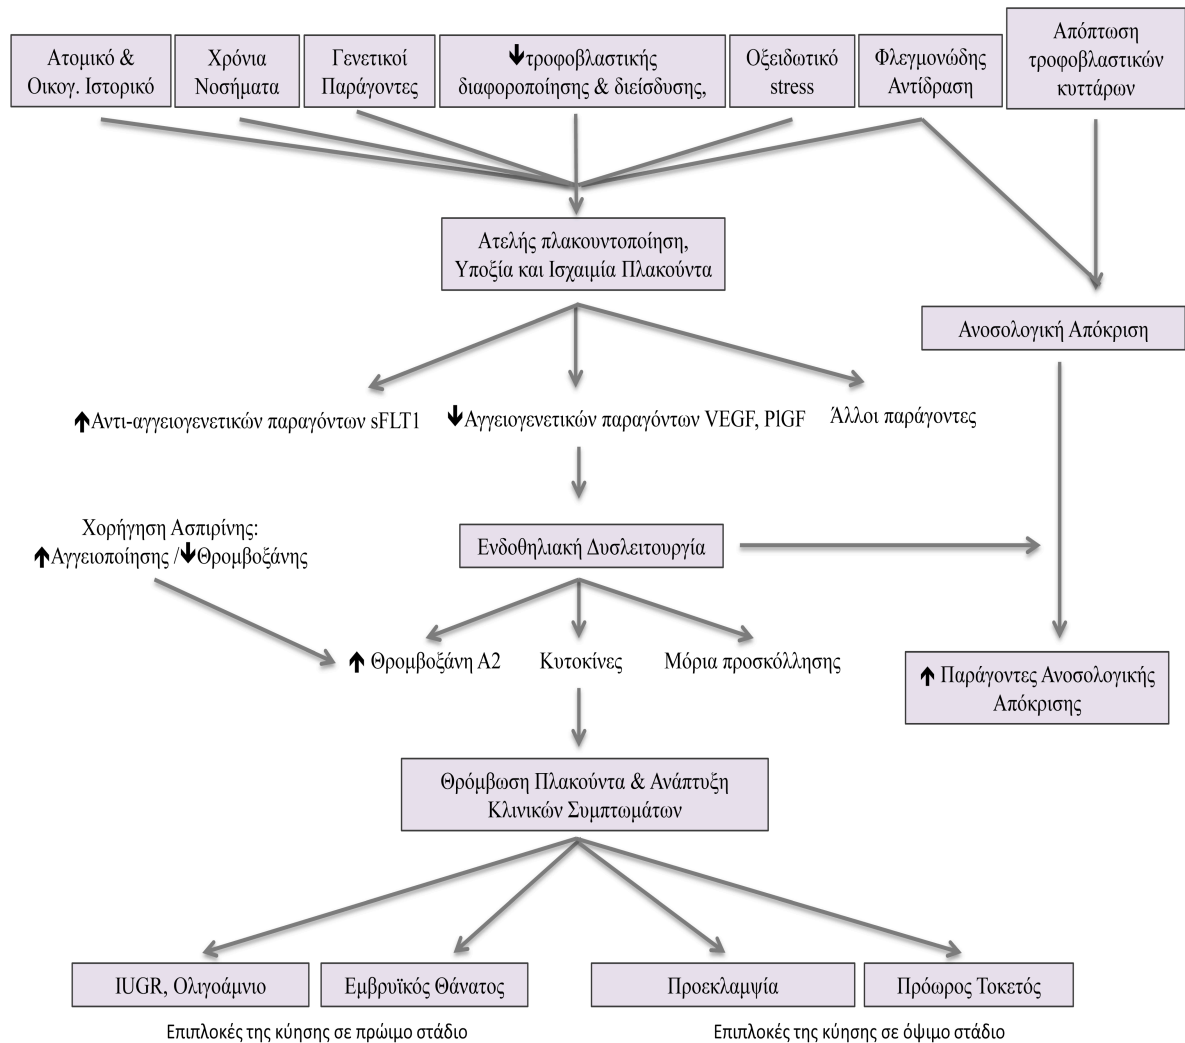 Ατομικό &
Οικογ. Ιστορικό
Χρόνια
Νοσήματα
Γενετικοί
Παράγοντες
🡫τροφοβλαστικής
διαφοροποίησης & διείσδυσης,
Οξειδωτικό
stress
Φλεγμονώδης
Αντίδραση
Απόπτωση
τροφοβλαστικών
κυττάρων
Ατελής πλακουντοποίηση,
Υποξία και Ισχαιμία Πλακούντα
Ανοσολογική Απόκριση
🡩Αντι-αγγειογενετικών παραγόντων sFLT1
🡫Αγγειογενετικών παραγόντων VEGF, PlGF
Άλλοι παράγοντες
Χορήγηση Ασπιρίνης:
🡩Αγγειοποίησης /🡫Θρομβοξάνης
Ενδοθηλιακή Δυσλειτουργία
🡩 Θρομβοξάνη Α2
Κυτοκίνες
Μόρια προσκόλλησης
🡩 Παράγοντες Ανοσολογικής
Απόκρισης
Θρόμβωση Πλακούντα & Ανάπτυξη
Κλινικών Συμπτωμάτων
IUGR, Ολιγοάμνιο
Εμβρυϊκός Θάνατος
Προεκλαμψία
Πρόωρος Τοκετός
Επιπλοκές της κύησης σε πρώιμο στάδιο
Επιπλοκές της κύησης σε όψιμο στάδιο